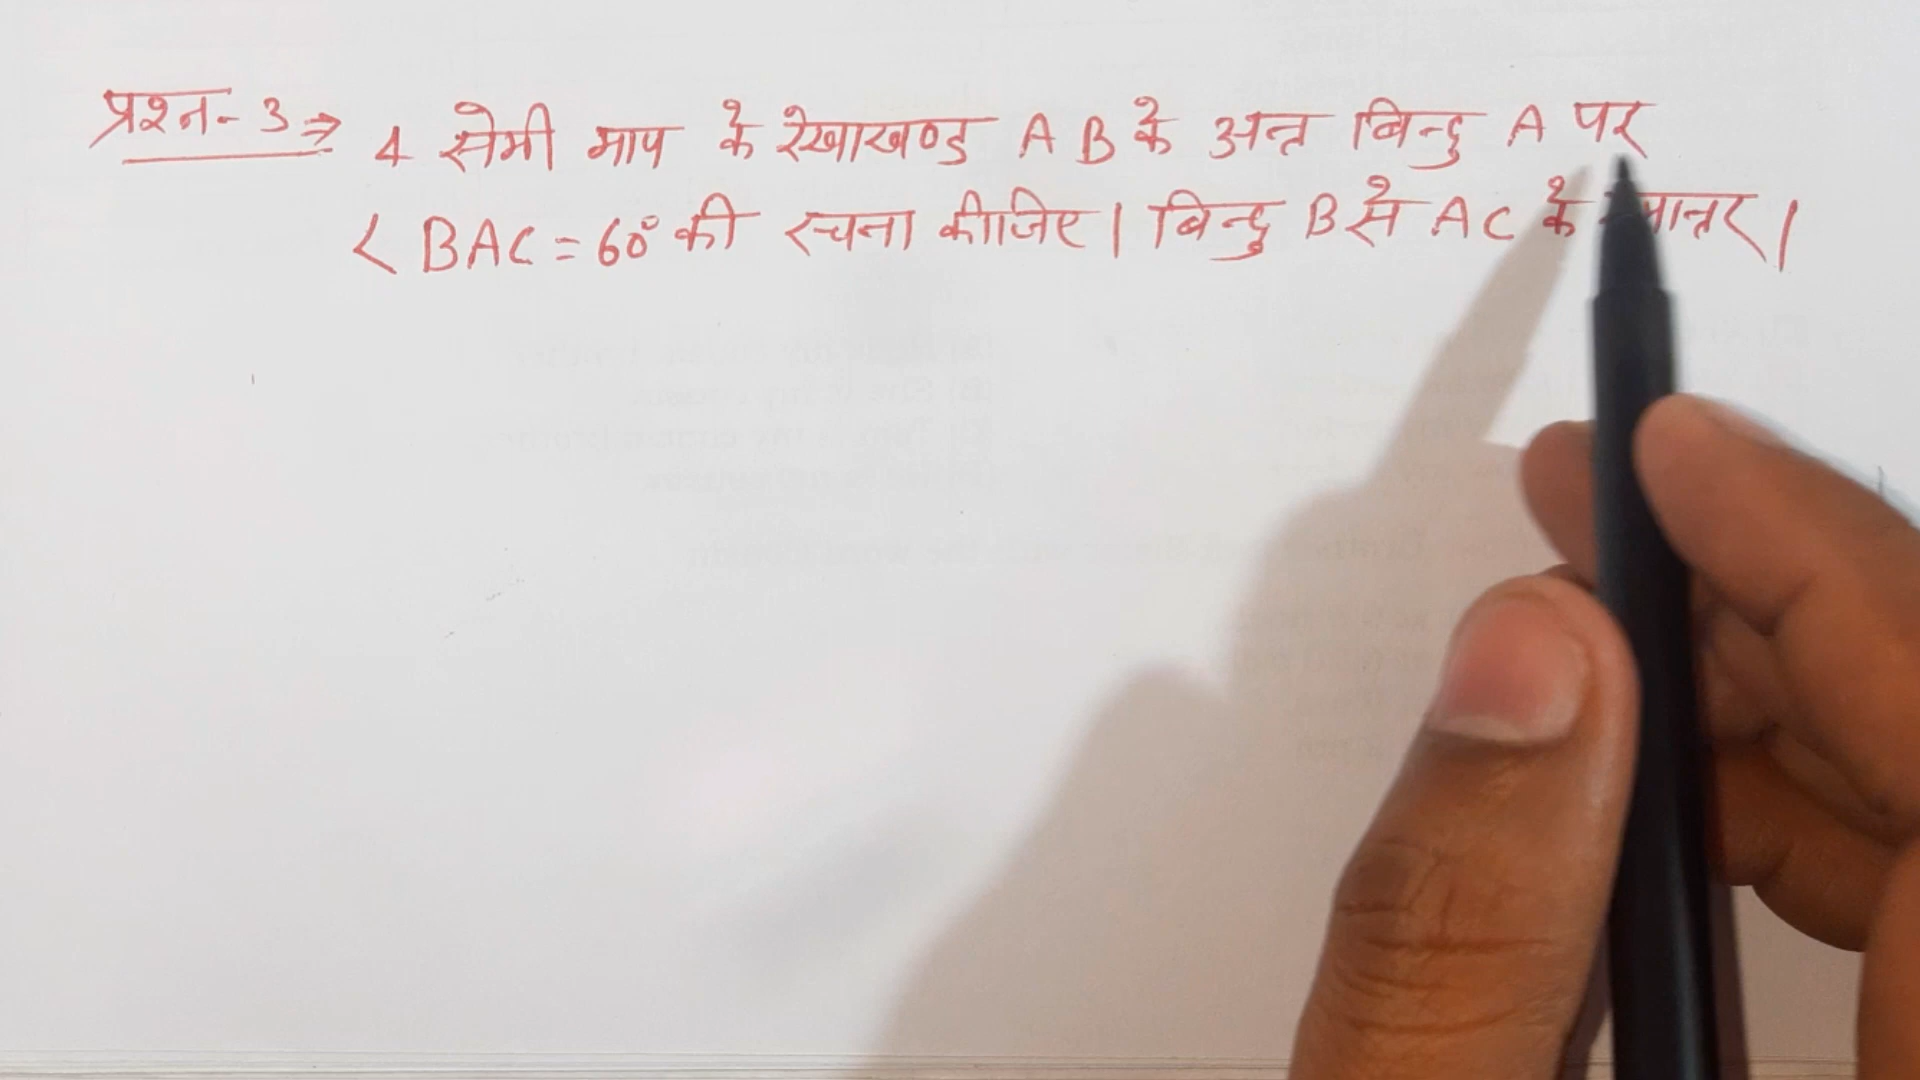 प्रश्न-3⇒ 4 सेमी माप के रेखाखण्ड AB के अन्त बिन्दु A पर
<BAC=60° की रचना कीजिए। बिन्दु B से AC के